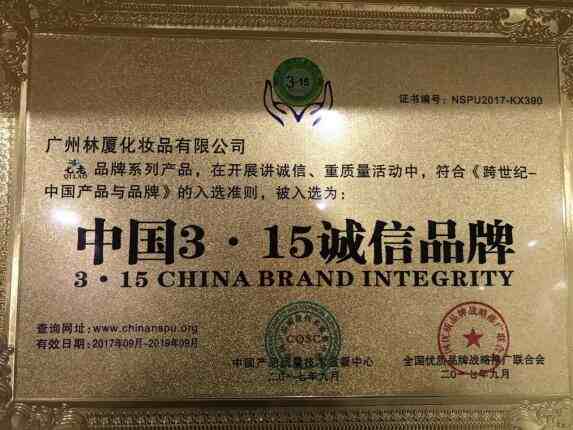 3·15
证书编号：NSPU2017-KX390
广州林厦化妆品有限公司
品牌系列产品，在开展讲诚信、重质量活动中，符合《跨世纪-
中国产品与品牌》的入选准则，被入选为：
中国3·15诚信品牌
3·15 CHINA BRAND INTEGRITY
查询网址:www.chinanspu.org
有效日期:2017年09月-2019年09月
CQSC
中国产品质量技术监督中心
二〇一七年九月
全国优质品牌战略推广联合会
二〇一七年九月